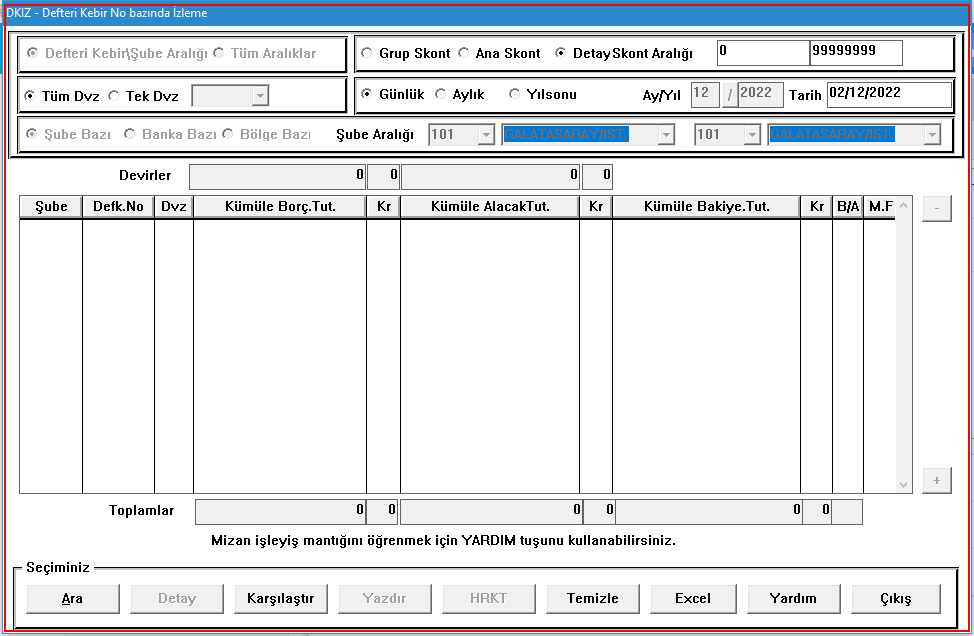 DKIZ - Defteri Kebir No bazında İzleme
Defteri Kebir\Şube Aralığı Tüm Aralıklar Grup Skont Ana Skont Detay Skont Aralığı 0 99999999
Tüm Dvz Tek Dvz Günlük Aylık Yılsonu Ay/Yıl 12 / 2022 Tarih 02/12/2022
Şube Bazı Banka Bazı Bölge Bazı Şube Aralığı 101 GALATASARAY/İST. 101 GALATASARAY/İST.
Devirler 0 0 0 0
Şube Defk.No Dvz Kümüle Borç.Tut. Kr Kümüle AlacakTut. Kr Kümüle Bakiye.Tut. Kr B/A M.F
-
+
Toplamlar 0 0 0 0 0 0
Mizan işleyiş mantığını öğrenmek için YARDIM tuşunu kullanabilirsiniz.
Seçiminiz
Ara Detay Karşılaştır Yazdır HRKT Temizle Excel Yardım Çıkış